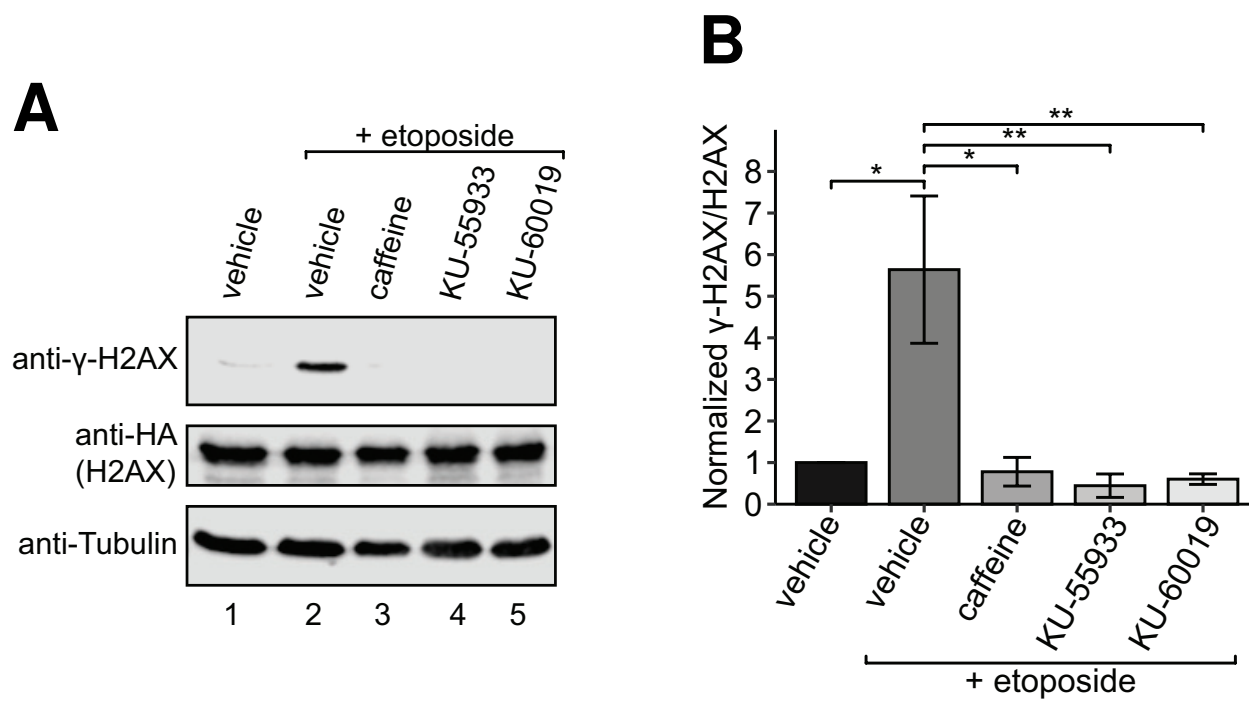 A
+ etoposide
vehicle
vehicle
caffeine
KU-55933
KU-60019
anti-γ-H2AX
anti-HA
(H2AX)
anti-Tubulin
1 2 3 4 5
B
Normalized γ-H2AX/H2AX
8
7
6
5
4
3
2
1
0
**
**
*
*
vehicle
vehicle
caffeine
KU-55933
KU-60019
+ etoposide